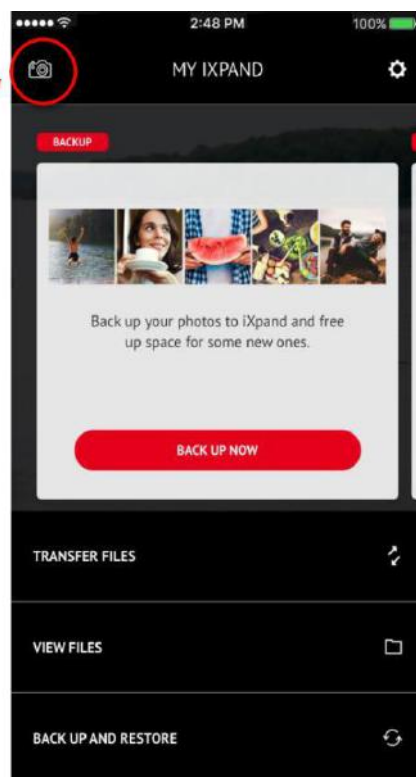 2:48 PM
100%
MY IXPAND
BACKUP
Back up your photos to iXpand and free
up space for some new ones.
BACK UP NOW
TRANSFER FILES
VIEW FILES
BACK UP AND RESTORE